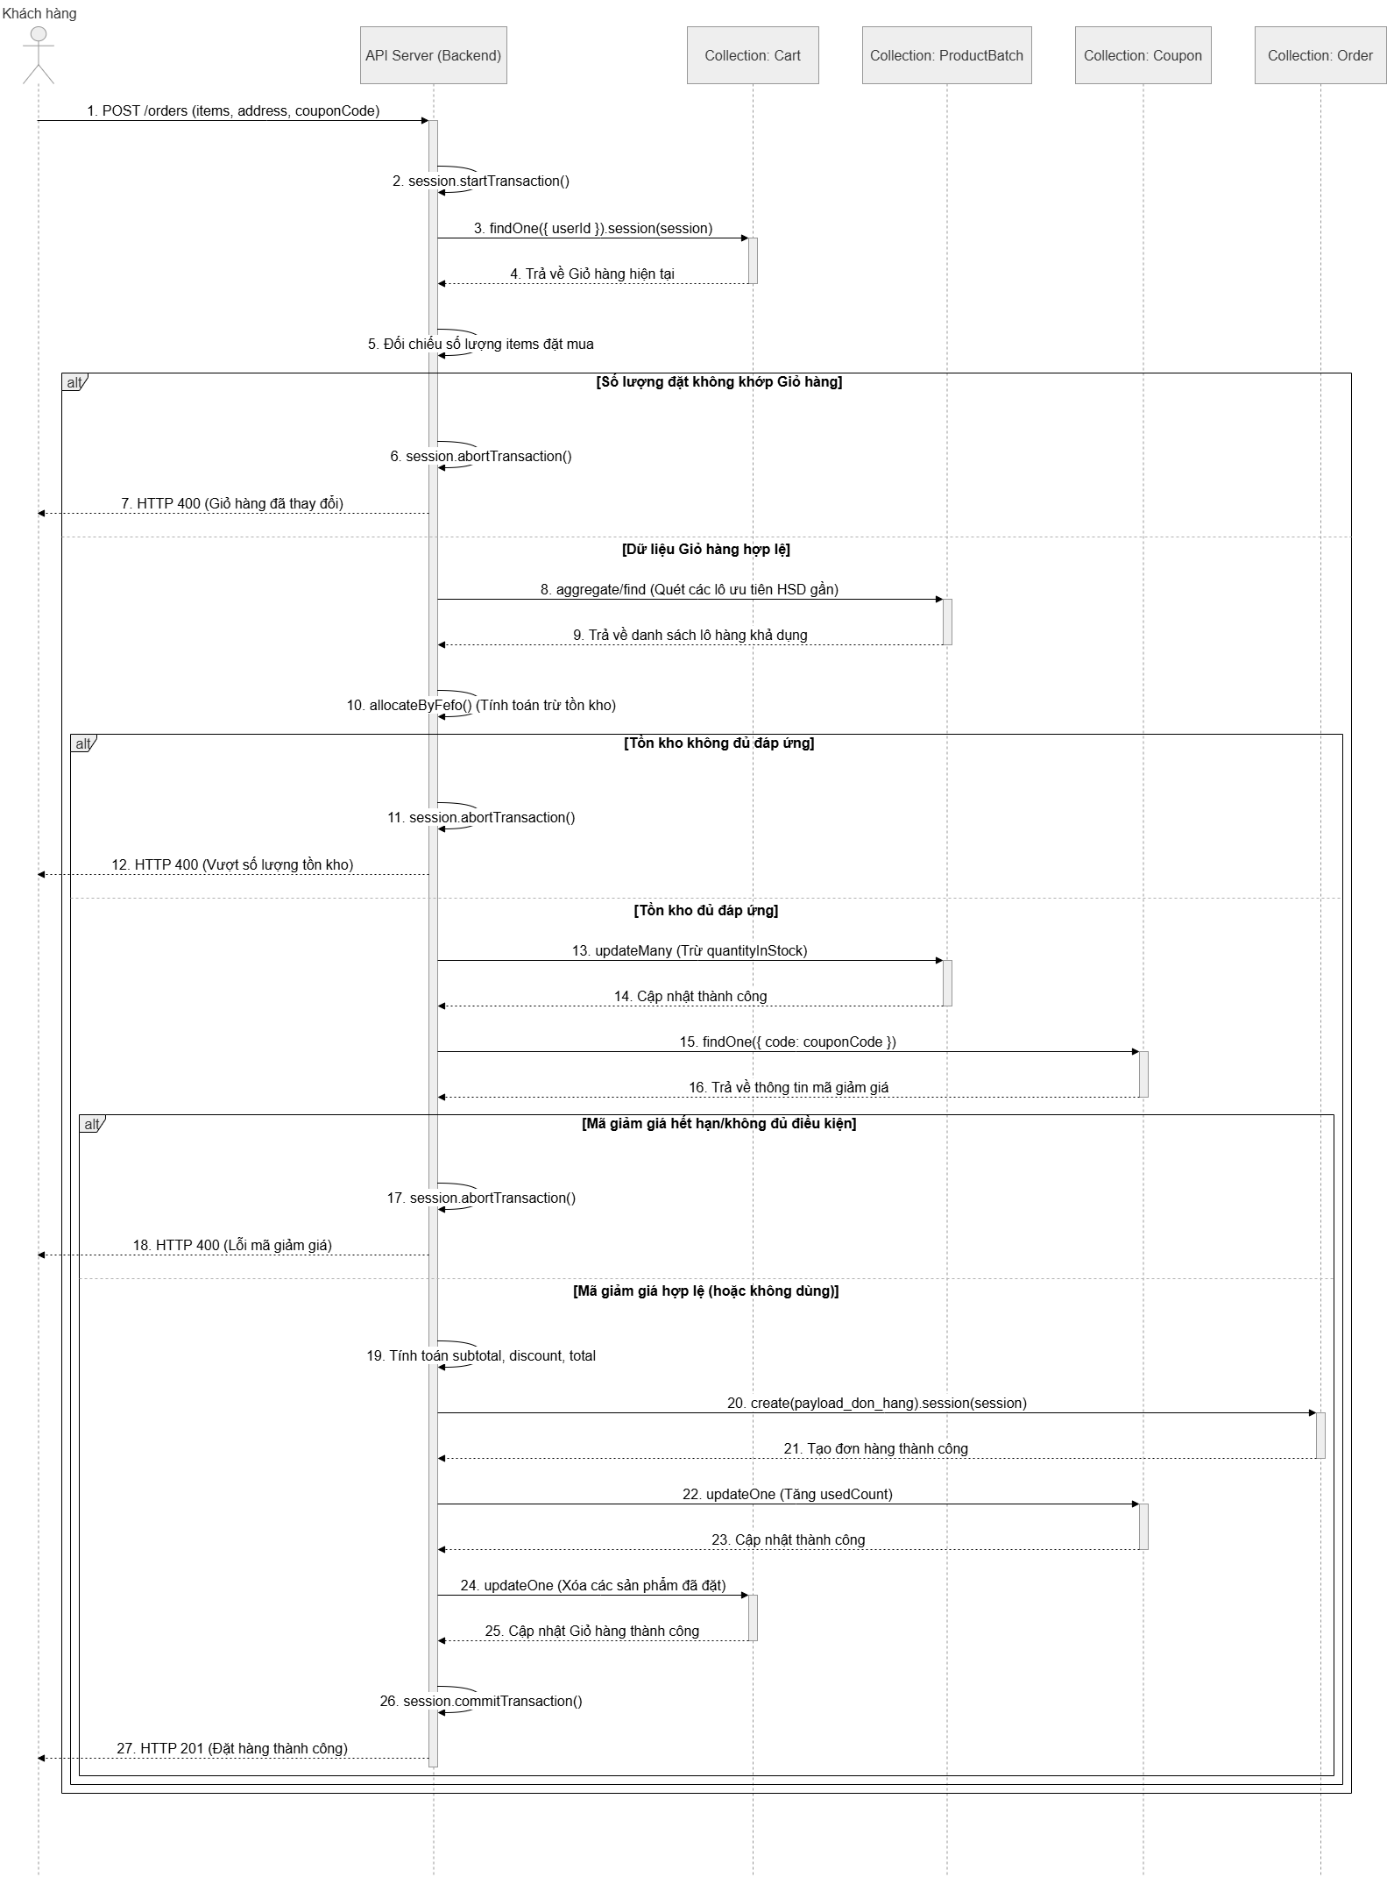 Khách hàng
API Server (Backend)
Collection: Cart
Collection: ProductBatch
Collection: Coupon
Collection: Order
1. POST /orders (items, address, couponCode)
2. session.startTransaction()
3. findOne({ userId }).session(session)
4. Trả về Giỏ hàng hiện tại
5. Đối chiếu số lượng items đặt mua
alt
[Số lượng đặt không khớp Giỏ hàng]
6. session.abortTransaction()
7. HTTP 400 (Giỏ hàng đã thay đổi)
[Dữ liệu Giỏ hàng hợp lệ]
8. aggregate/find (Quét các lô ưu tiên HSD gần)
9. Trả về danh sách lô hàng khả dụng
10. allocateByFefo() (Tính toán trừ tồn kho)
alt
[Tồn kho không đủ đáp ứng]
11. session.abortTransaction()
12. HTTP 400 (Vượt số lượng tồn kho)
[Tồn kho đủ đáp ứng]
13. updateMany (Trừ quantityInStock)
14. Cập nhật thành công
15. findOne({ code: couponCode })
16. Trả về thông tin mã giảm giá
alt
[Mã giảm giá hết hạn/không đủ điều kiện]
17. session.abortTransaction()
18. HTTP 400 (Lỗi mã giảm giá)
[Mã giảm giá hợp lệ (hoặc không dùng)]
19. Tính toán subtotal, discount, total
20. create(payload_don_hang).session(session)
21. Tạo đơn hàng thành công
22. updateOne (Tăng usedCount)
23. Cập nhật thành công
24. updateOne (Xóa các sản phẩm đã đặt)
25. Cập nhật Giỏ hàng thành công
26. session.commitTransaction()
27. HTTP 201 (Đặt hàng thành công)